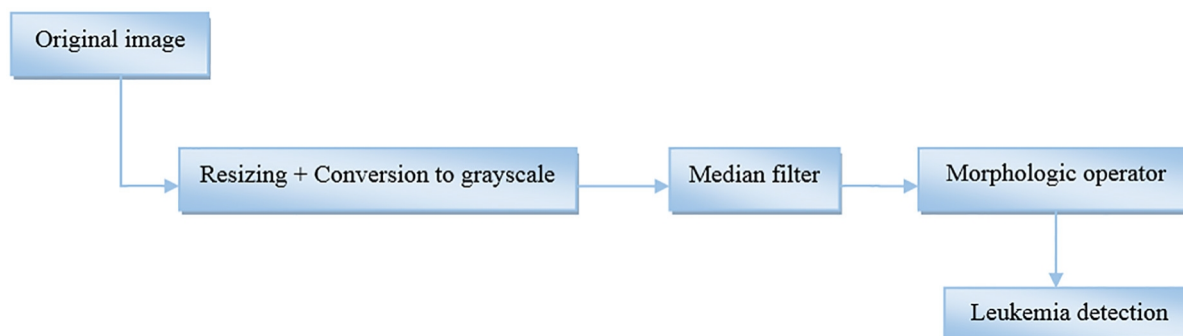 Original image
Resizing + Conversion to grayscale
Median filter
Morphologic operator
Leukemia detection